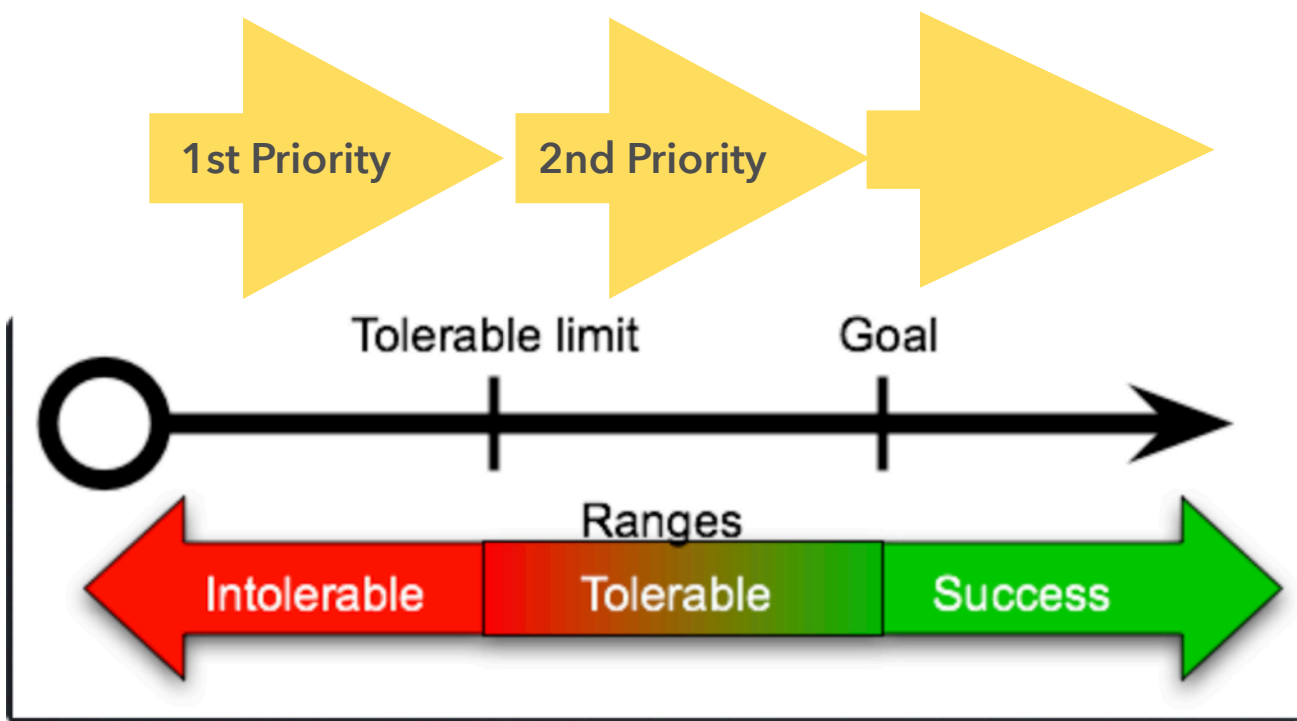 1st Priority
2nd Priority
Tolerable limit
Goal
Ranges
Intolerable
Tolerable
Success